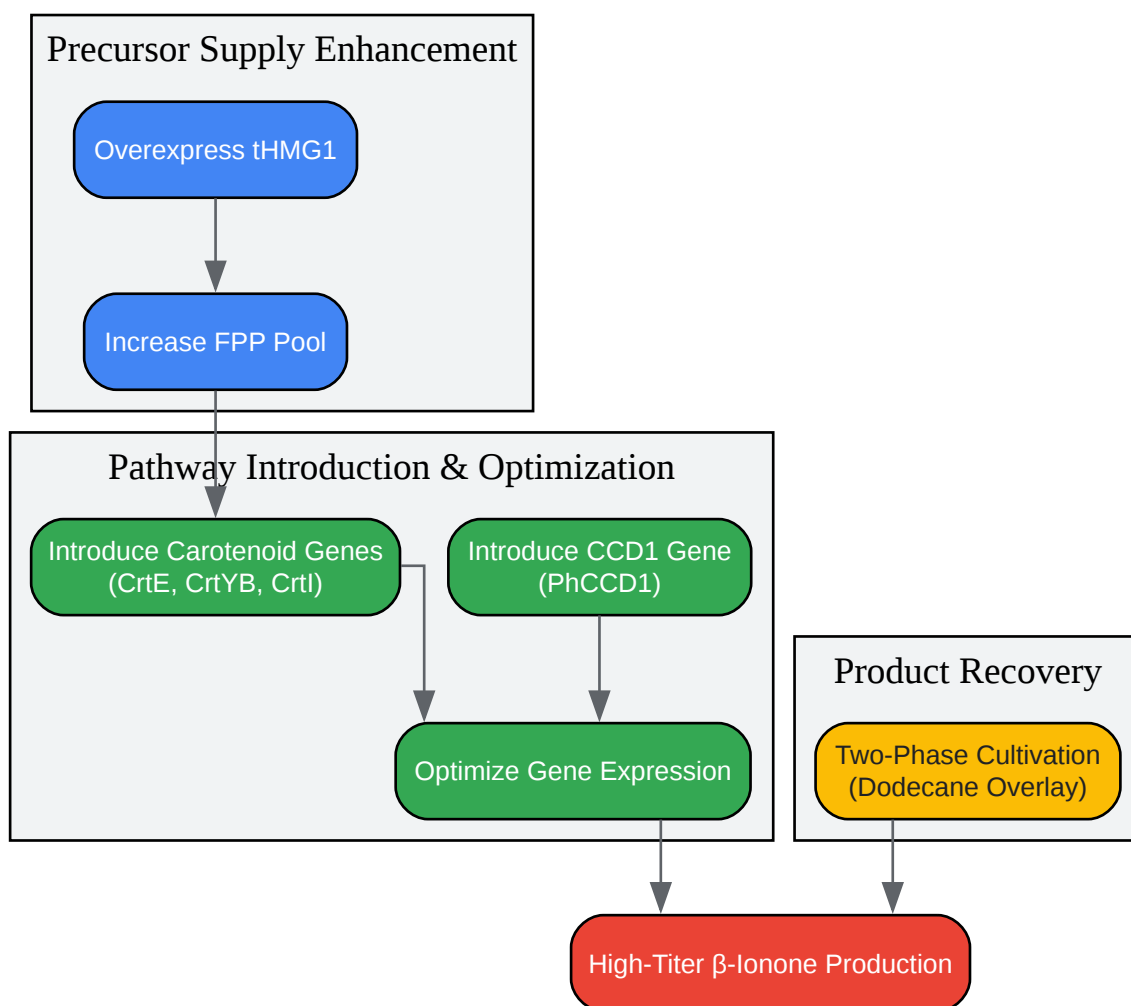 Precursor Supply Enhancement
Overexpress tHMG1
Increase FPP Pool
Pathway Introduction & Optimization
Introduce Carotenoid Genes
(CrtE, CrtYB, CrtI)
Introduce CCD1 Gene
(PhCCD1)
Optimize Gene Expression
Product Recovery
Two-Phase Cultivation
(Dodecane Overlay)
High-Titer β-Ionone Production